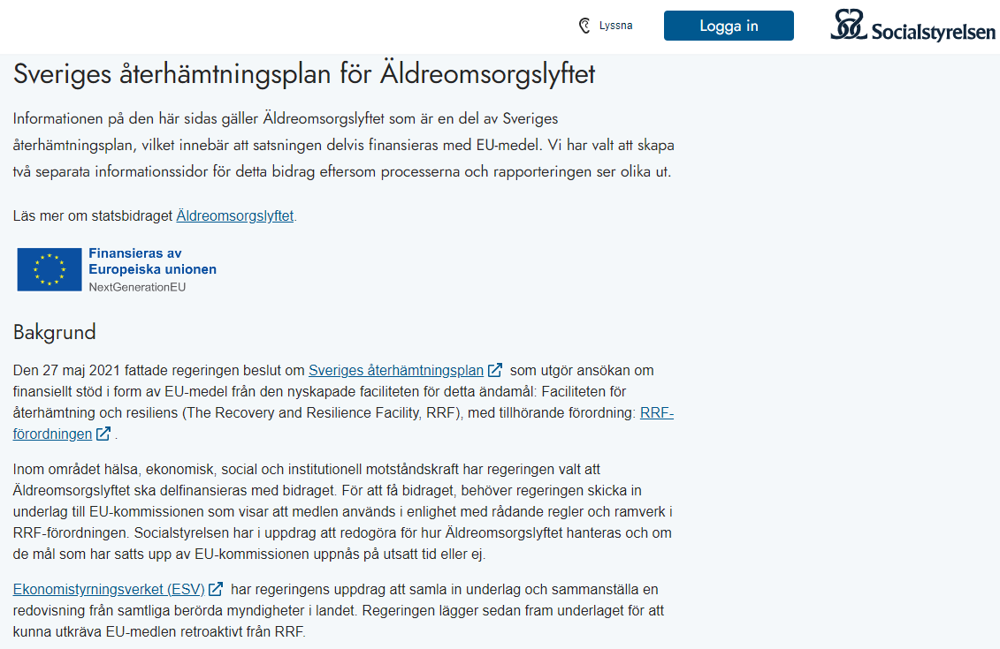 Lyssna
Logga in
Socialstyrelsen
Sveriges återhämtningsplan för Äldreomsorgslyftet
Informationen på den här sidas gäller Äldreomsorgslyftet som är en del av Sveriges
återhämtningsplan, vilket innebär att satsningen delvis finansieras med EU-medel. Vi har valt att skapa
två separata informationssidor för detta bidrag eftersom processerna och rapporteringen ser olika ut.
Läs mer om statsbidraget Äldreomsorgslyftet.
Finansieras av
Europeiska unionen
NextGenerationEU
Bakgrund
Den 27 maj 2021 fattade regeringen beslut om Sveriges återhämtningsplan som utgör ansökan om
finansiellt stöd i form av EU-medel från den nyskapade faciliteten för detta ändamål: Faciliteten för
återhämtning och resiliens (The Recovery and Resilience Facility, RRF), med tillhörande förordning: RRF-
förordningen .
Inom området hälsa, ekonomisk, social och institutionell motståndskraft har regeringen valt att
Äldreomsorgslyftet ska delfinansieras med bidraget. För att få bidraget, behöver regeringen skicka in
underlag till EU-kommissionen som visar att medlen används i enlighet med rådande regler och ramverk i
RRF-förordningen. Socialstyrelsen har i uppdrag att redogöra för hur Äldreomsorgslyftet hanteras och om
de mål som har satts upp av EU-kommissionen uppnås på utsatt tid eller ej.
Ekonomistyrningsverket (ESV) har regeringens uppdrag att samla in underlag och sammanställa en
redovisning från samtliga berörda myndigheter i landet. Regeringen lägger sedan fram underlaget för att
kunna utkräva EU-medlen retroaktivt från RRF.